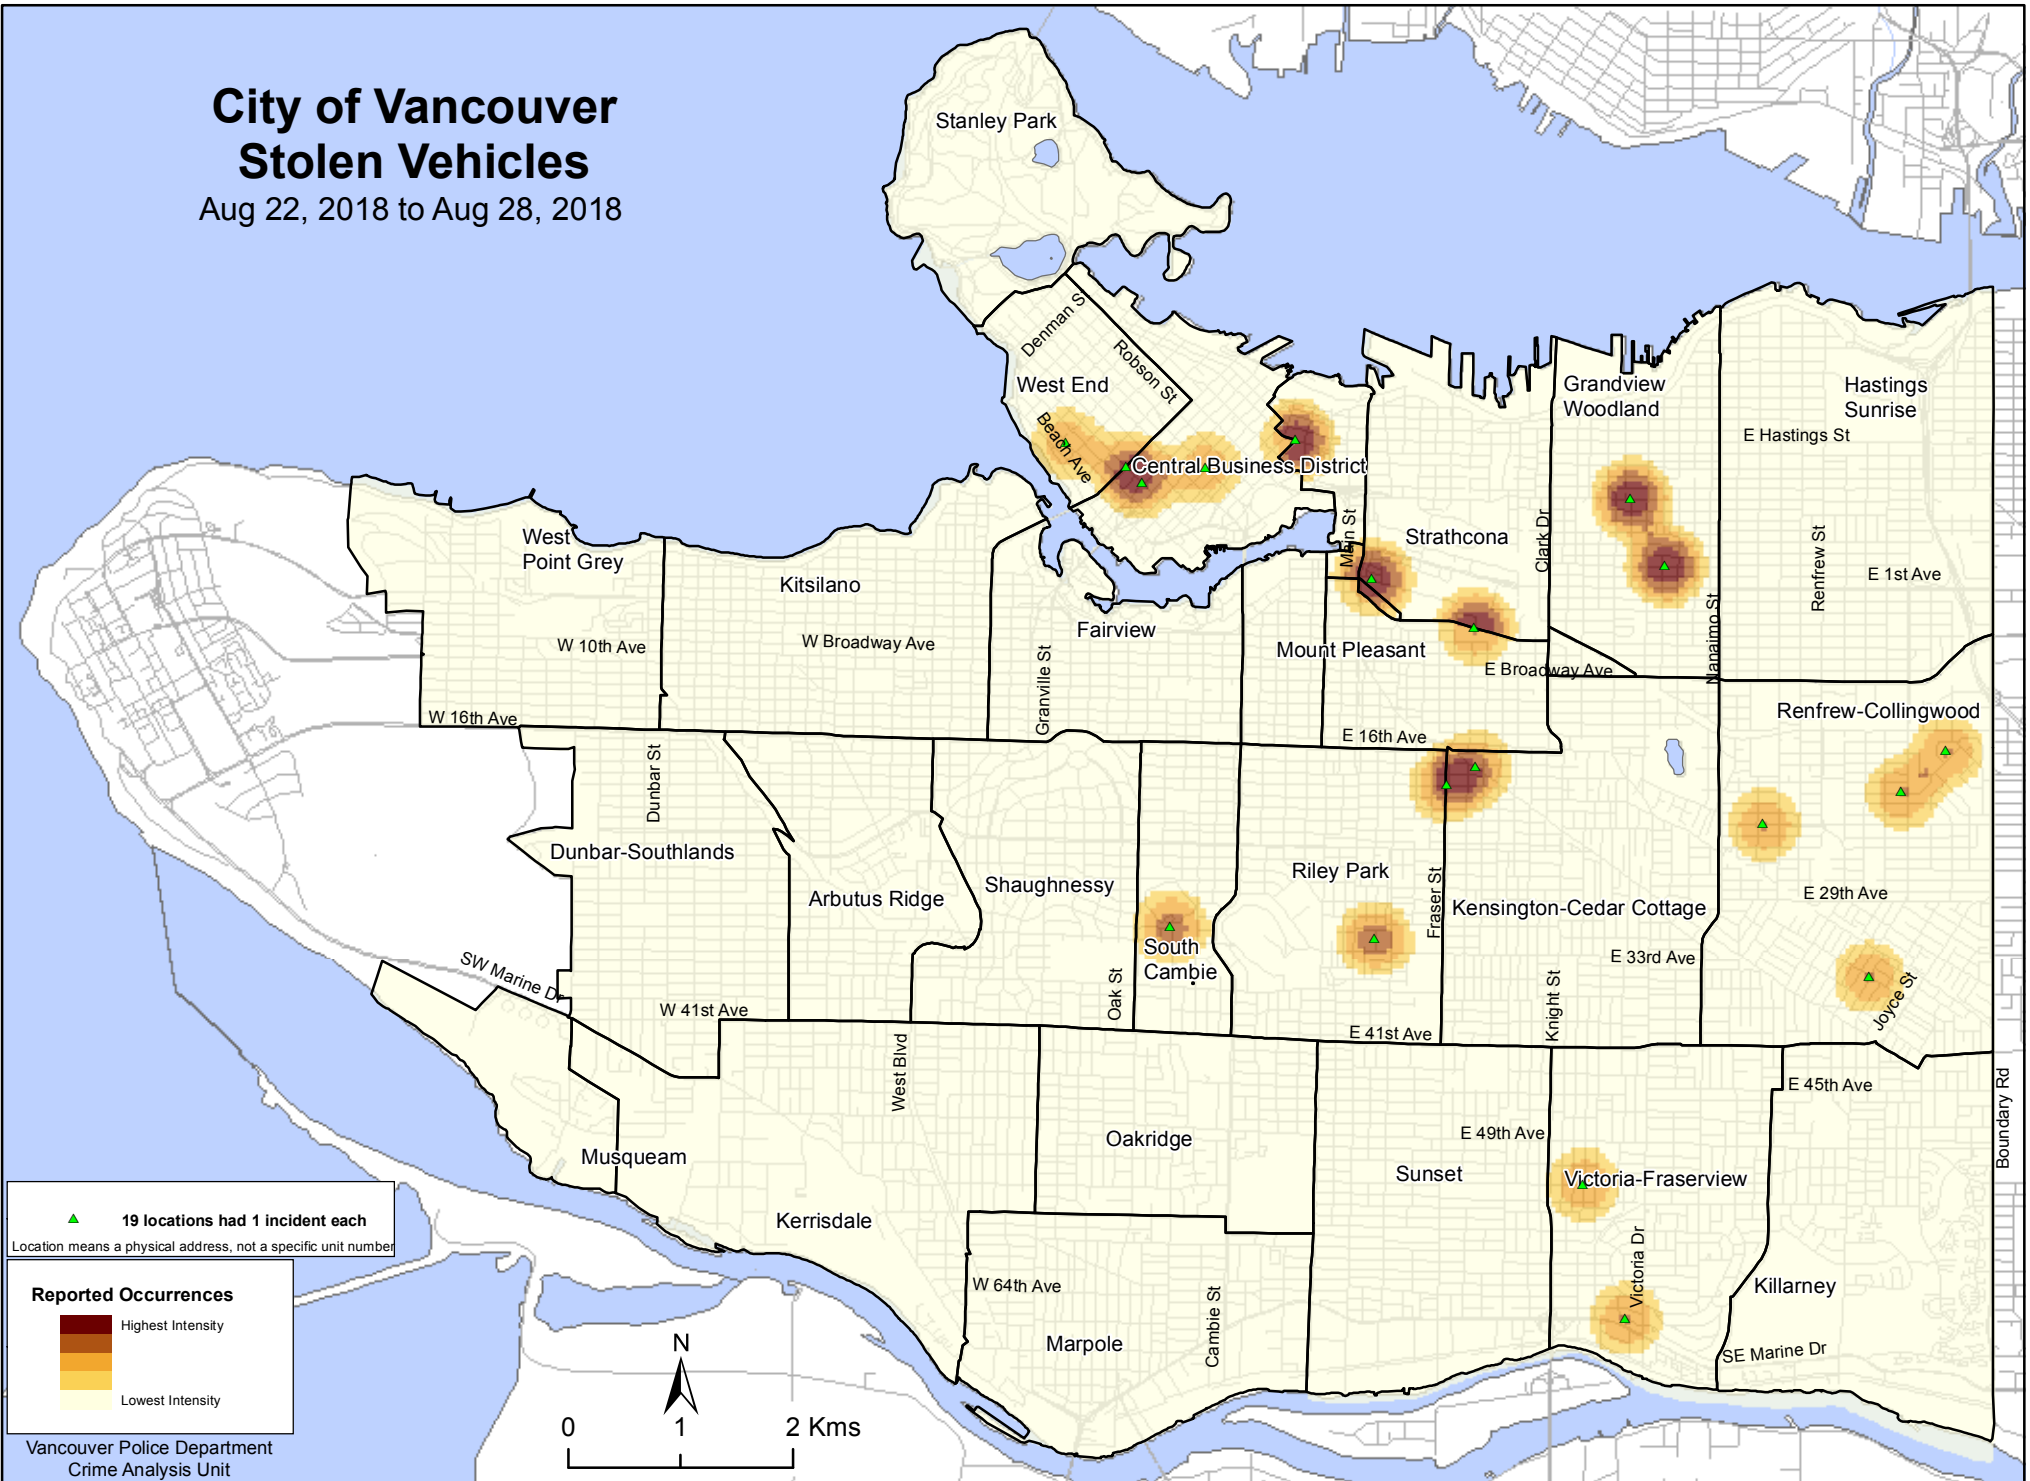 City of Vancouver
Stolen Vehicles
Aug 22, 2018 to Aug 28, 2018
Stanley Park
Denman S
Robson St
West End
Beach Ave
Central Business District
Grandview
Woodland
Hastings
Sunrise
E Hastings St
West
Point Grey
Kitsilano
Fairview
Main St
Strathcona
Clark Dr
Renfrew St
E 1st Ave
Nanaimo St
W 10th Ave
W Broadway Ave
Granville St
Mount Pleasant
E Broadway Ave
W 16th Ave
E 16th Ave
Renfrew-Collingwood
Dunbar St
Dunbar-Southlands
Arbutus Ridge
Shaughnessy
Riley Park
Fraser St
Kensington-Cedar Cottage
E 29th Ave
South
Cambie
E 33rd Ave
SW Marine Dr
W 41st Ave
Oak St
E 41st Ave
Knight St
Joyce St
West Blvd
E 45th Ave
Boundary Rd
Musqueam
Oakridge
E 49th Ave
Sunset
Victoria-Fraserview
Kerrisdale
Victoria Dr
Killarney
W 64th Ave
Cambie St
Marpole
SE Marine Dr
19 locations had 1 incident each
Location means a physical address, not a specific unit number
Reported Occurrences
Highest Intensity
Lowest Intensity
Vancouver Police Department
Crime Analysis Unit
N
0 1 2 Kms